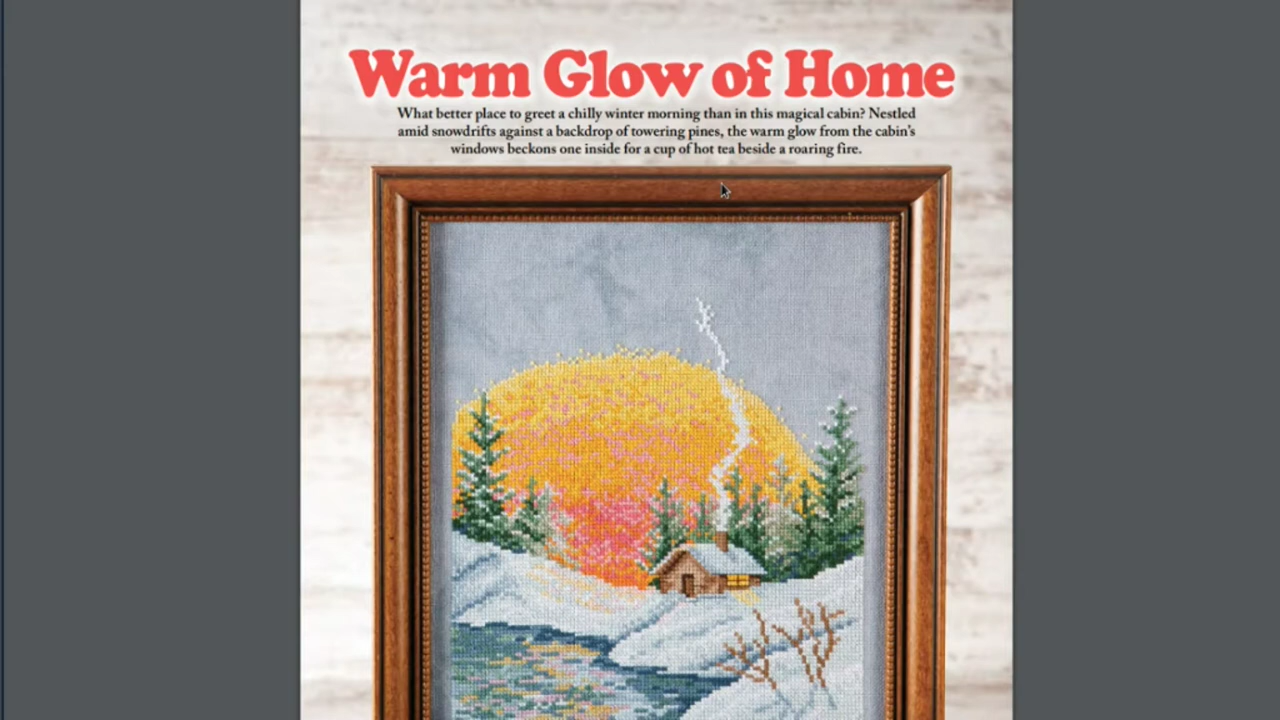 Warm Glow of Home
What better place to greet a chilly winter morning than in this magical cabin? Nestled
amid snowdrifts against a backdrop of towering pines, the warm glow from the cabin's
windows beckons one inside for a cup of hot tea beside a roaring fire.